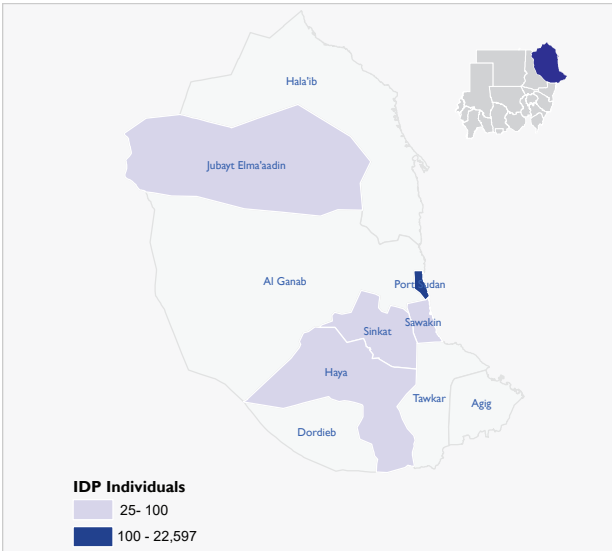 Hala'ib
Jubayt Elma'aadin
Al Ganab
Port Sudan
Sawakin
Sinkat
Haya
Tawkar
Agig
Dordieb
IDP Individuals
25- 100
100 - 22,597